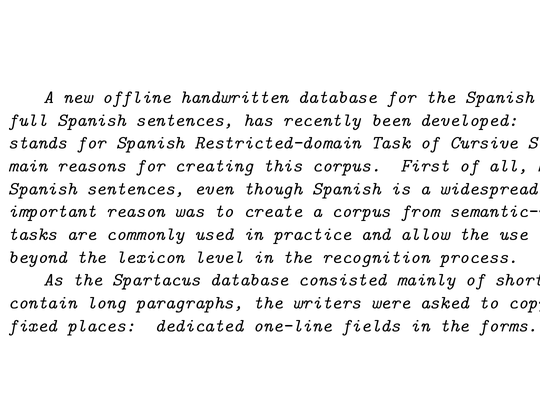 A new offline handwritten database for the Spanish
full Spanish sentences, has recently been developed:
stands for Spanish Restricted-domain Task of Cursive S
main reasons for creating this corpus. First of all,
Spanish sentences, even though Spanish is a widespread
important reason was to create a corpus from semantic-
tasks are commonly used in practice and allow the use
beyond the lexicon level in the recognition process.
As the Spartacus database consisted mainly of short
contain long paragraphs, the writers were asked to copy
fixed places: dedicated one-line fields in the forms.